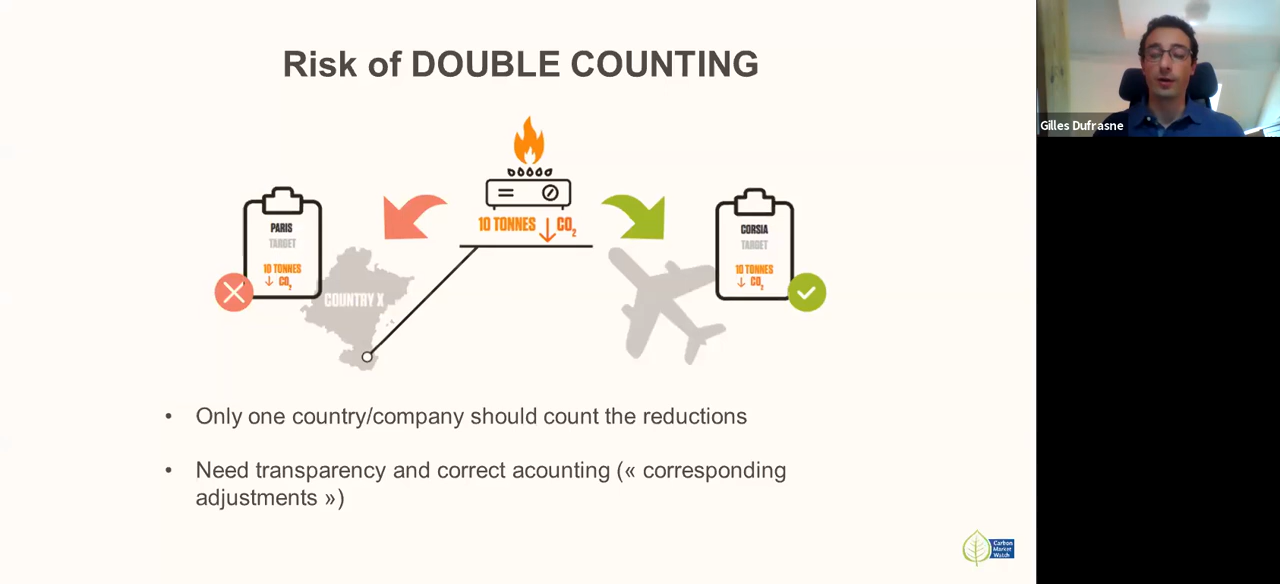 Risk of DOUBLE COUNTING
Gilles Dufrasne
PARIS
TARGET
10 TONNES
↓ CO2
COUNTRY X
10 TONNES ↓ CO2
CORSIA
TARGET
10 TONNES
↓ CO2
• Only one country/company should count the reductions
• Need transparency and correct acounting (« corresponding
adjustments »)
Carbon
Market
Watch